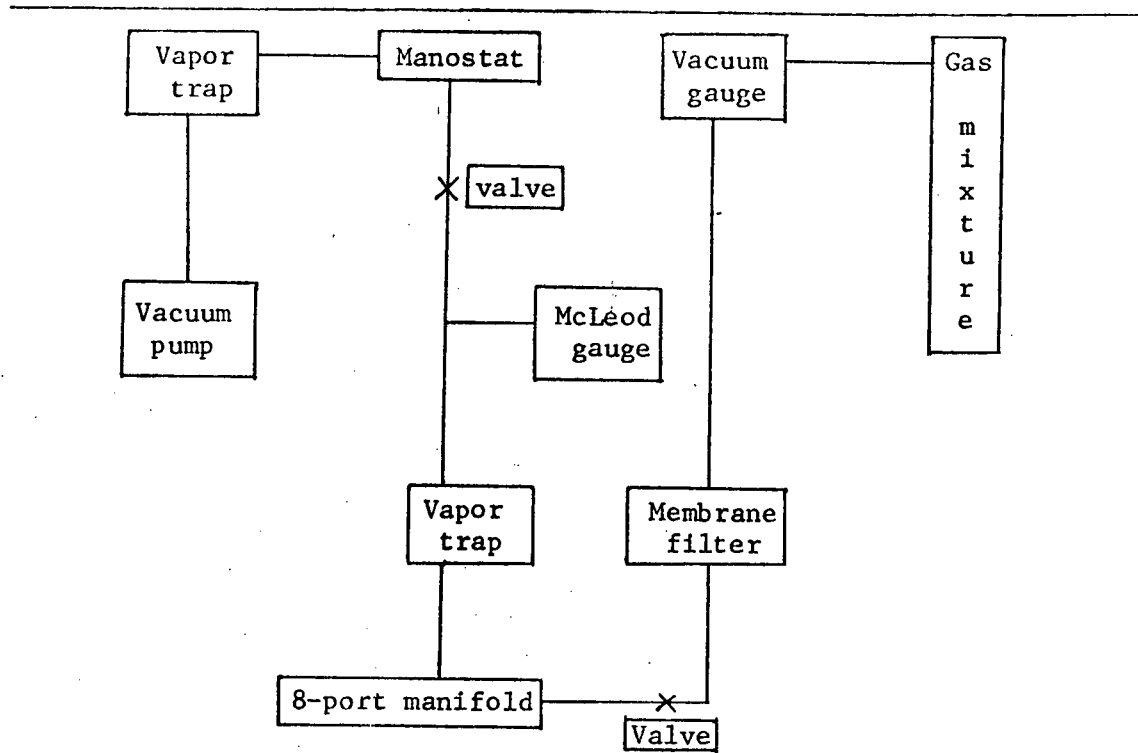 Vapor
trap
Manostat
Vacuum
gauge
Gas
m
i
x
t
u
r
e
valve
Vacuum
pump
McLeod
gauge
Vapor
trap
Membrane
filter
8-port manifold
Valve